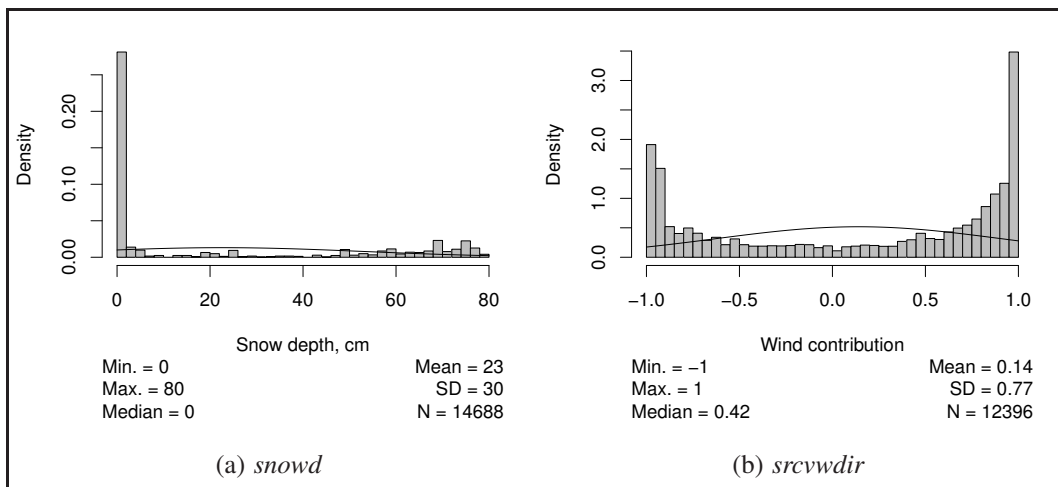 Density
0.00 0.10 0.20
0 20 40 60 80
Snow depth, cm
Min. = 0
Max. = 80
Median = 0
Mean = 23
SD = 30
N = 14688
(a) snowd
Density
0.0 1.0 2.0 3.0
−1.0 −0.5 0.0 0.5 1.0
Wind contribution
Min. = −1
Max. = 1
Median = 0.42
Mean = 0.14
SD = 0.77
N = 12396
(b) srcvwdir